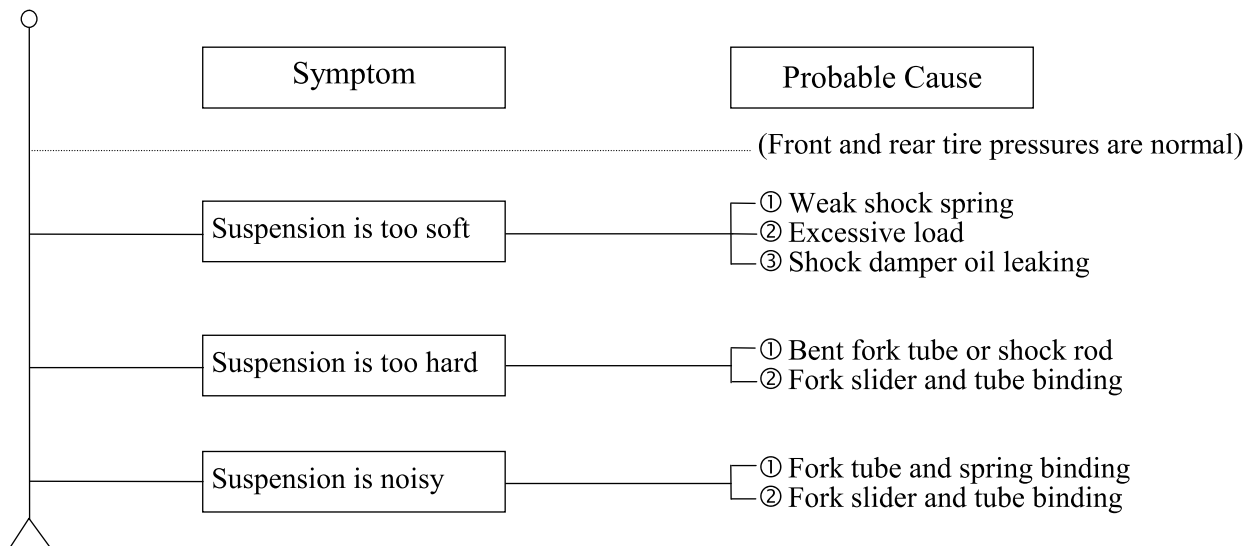 Symptom
Probable Cause
(Front and rear tire pressures are normal)
Suspension is too soft
① Weak shock spring
② Excessive load
③ Shock damper oil leaking
Suspension is too hard
① Bent fork tube or shock rod
② Fork slider and tube binding
Suspension is noisy
① Fork tube and spring binding
② Fork slider and tube binding